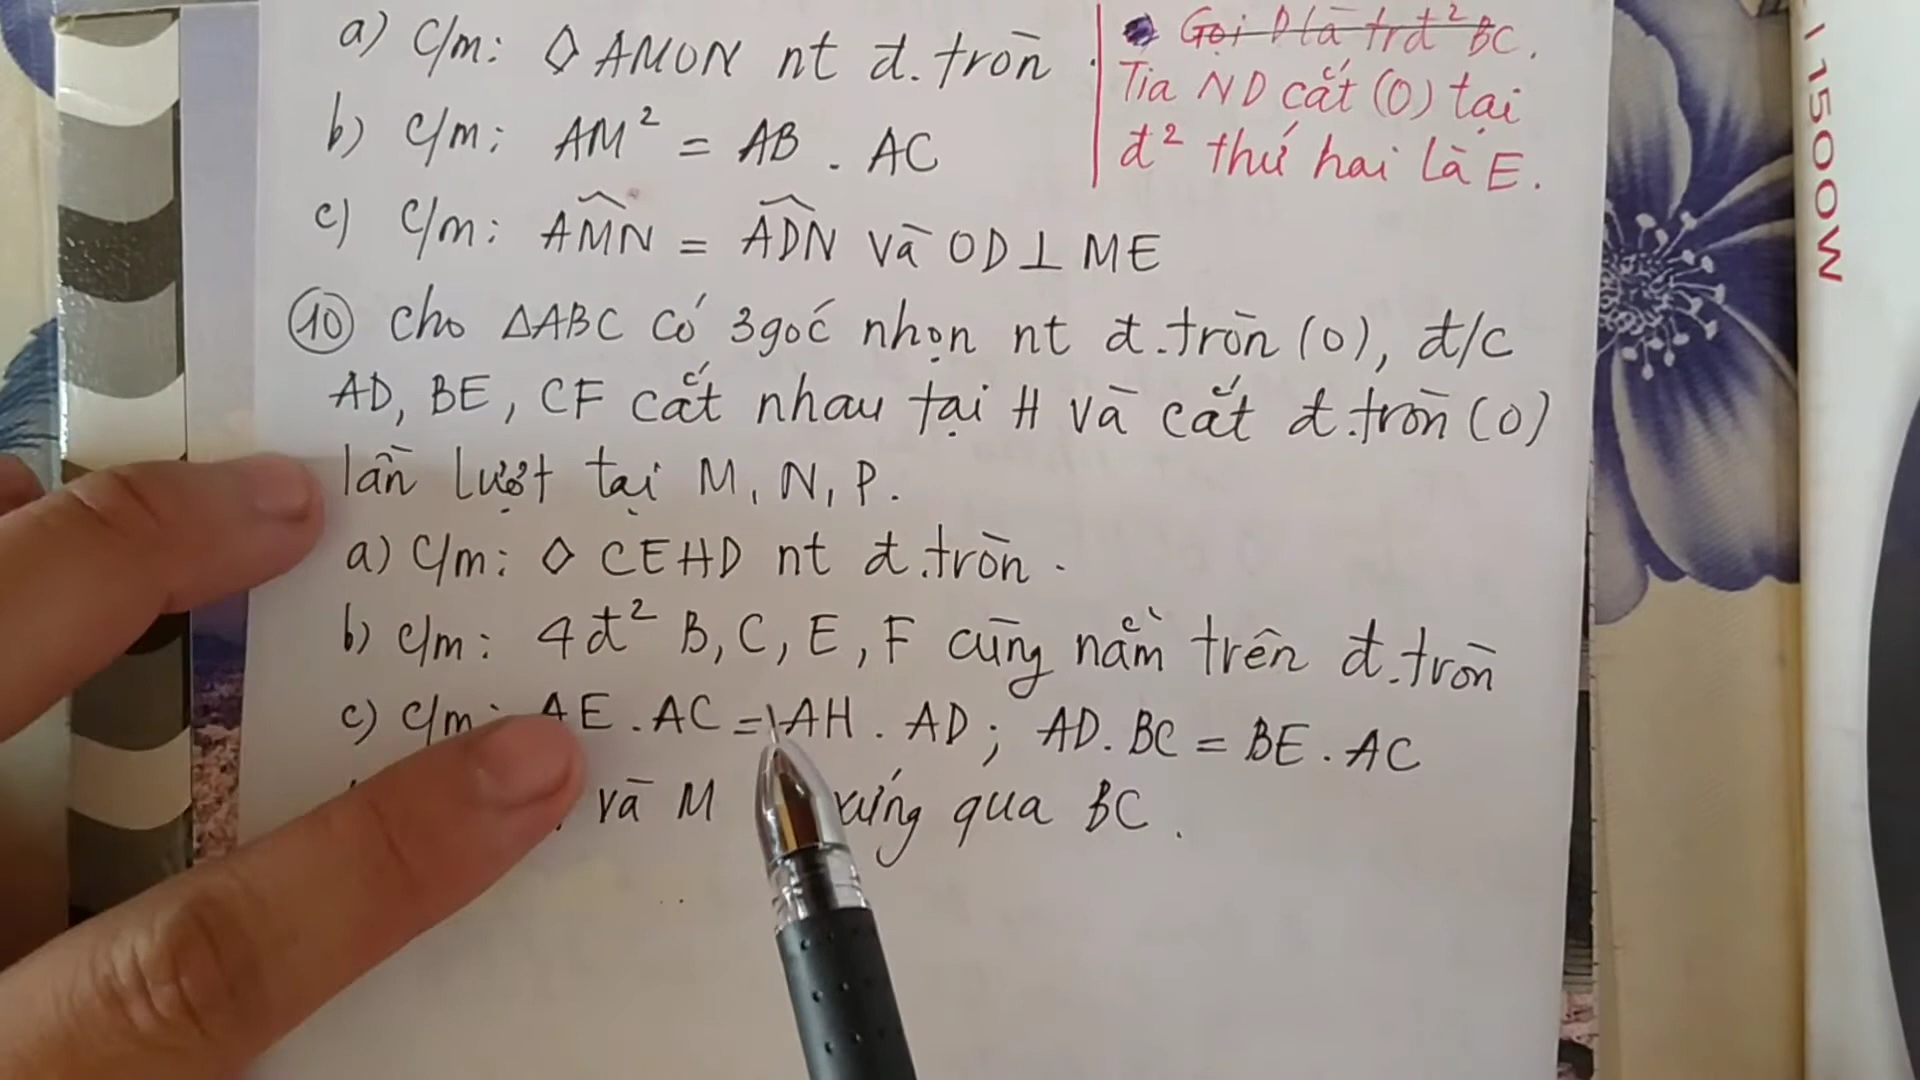 a) C/m: ◊ AMON nt đ.tròn.
b) C/m: AM² = AB . AC
c) C/m: AMN = ADN và OD ⊥ ME
Gọi D là trđ² BC.
Tia ND cắt (O) tại
đ² thứ hai là E.
10 Cho ΔABC có 3 góc nhọn nt đ.tròn (O), đ/c
AD, BE, CF cắt nhau tại H và cắt đ.tròn (O)
lần lượt tại M, N, P.
a) C/m: ◊ CEHD nt đ.tròn.
b) C/m: 4đ² B, C, E, F cùng nằm trên đ.tròn
c) C/m: AE . AC = AH . AD; AD . BC = BE . AC
và M xứng qua BC.
1500W